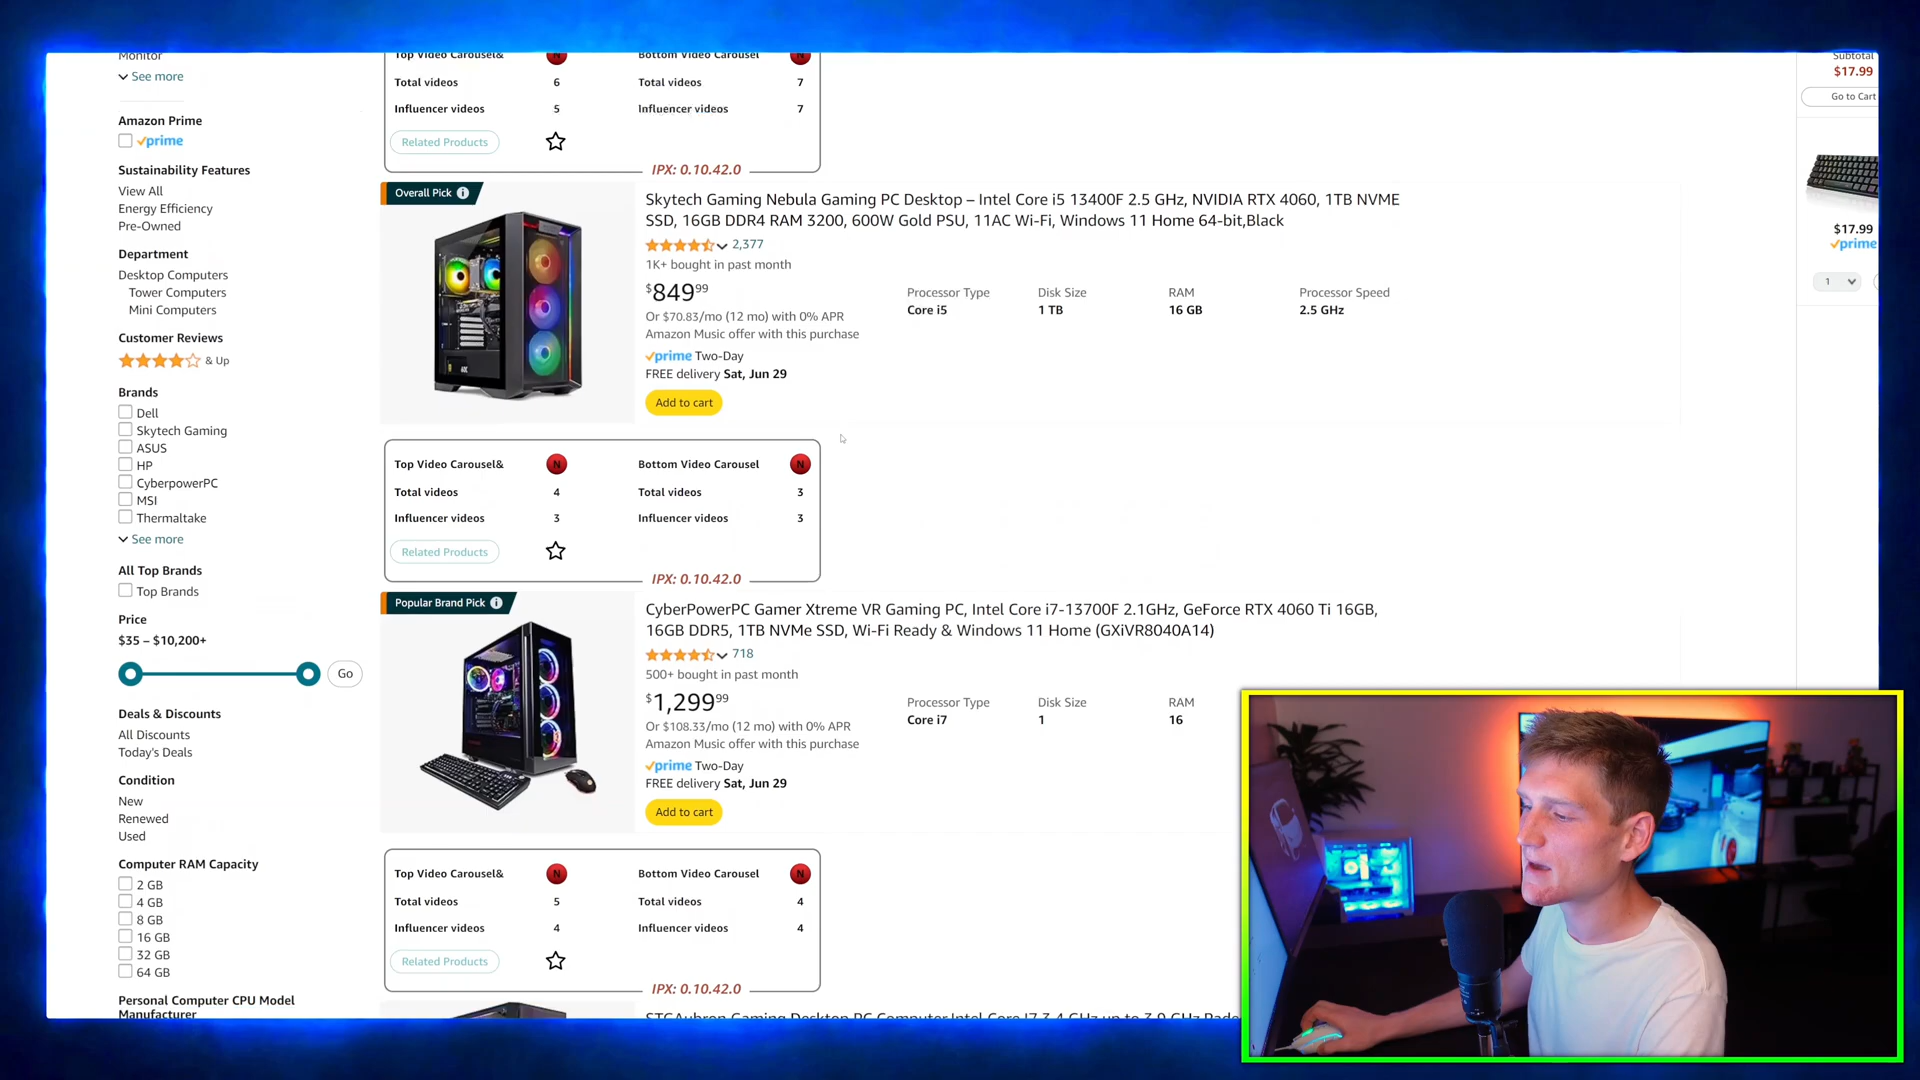 Monitor
See more
Amazon Prime
prime
Sustainability Features
View All
Energy Efficiency
Pre-Owned
Department
Desktop Computers
Tower Computers
Mini Computers
Customer Reviews
& Up
Brands
Dell
Skytech Gaming
ASUS
HP
CyberpowerPC
MSI
Thermaltake
See more
All Top Brands
Top Brands
Price
$35 – $10,200+
Go
Deals & Discounts
All Discounts
Today's Deals
Condition
New
Renewed
Used
Computer RAM Capacity
2 GB
4 GB
8 GB
16 GB
32 GB
64 GB
Personal Computer CPU Model
Manufacturer
Top Video Carousel& N Bottom Video Carousel N
Total videos 6 Total videos 7
Influencer videos 5 Influencer videos 7
Related Products
IPX: 0.10.42.0
Overall Pick
Skytech Gaming Nebula Gaming PC Desktop – Intel Core i5 13400F 2.5 GHz, NVIDIA RTX 4060, 1TB NVME
SSD, 16GB DDR4 RAM 3200, 600W Gold PSU, 11AC Wi-Fi, Windows 11 Home 64-bit,Black
2,377
1K+ bought in past month
$849 99
Or $70.83/mo (12 mo) with 0% APR
Amazon Music offer with this purchase
prime Two-Day
FREE delivery Sat, Jun 29
Add to cart
Processor Type Disk Size RAM Processor Speed
Core i5 1 TB 16 GB 2.5 GHz
Top Video Carousel& N Bottom Video Carousel N
Total videos 4 Total videos 3
Influencer videos 3 Influencer videos 3
Related Products
IPX: 0.10.42.0
Popular Brand Pick
CyberPowerPC Gamer Xtreme VR Gaming PC, Intel Core i7-13700F 2.1GHz, GeForce RTX 4060 Ti 16GB,
16GB DDR5, 1TB NVMe SSD, Wi-Fi Ready & Windows 11 Home (GXiVR8040A14)
718
500+ bought in past month
$1,299 99
Or $108.33/mo (12 mo) with 0% APR
Amazon Music offer with this purchase
prime Two-Day
FREE delivery Sat, Jun 29
Add to cart
Processor Type Disk Size RAM
Core i7 1 16
Top Video Carousel& N Bottom Video Carousel N
Total videos 5 Total videos 4
Influencer videos 4 Influencer videos 4
Related Products
IPX: 0.10.42.0
STGAubron Gaming Desktop PC Computer Intel Core I7 3.4 GHz up to 3.9 GHz
Subtotal
$17.99
Go to Cart
$17.99
prime
1